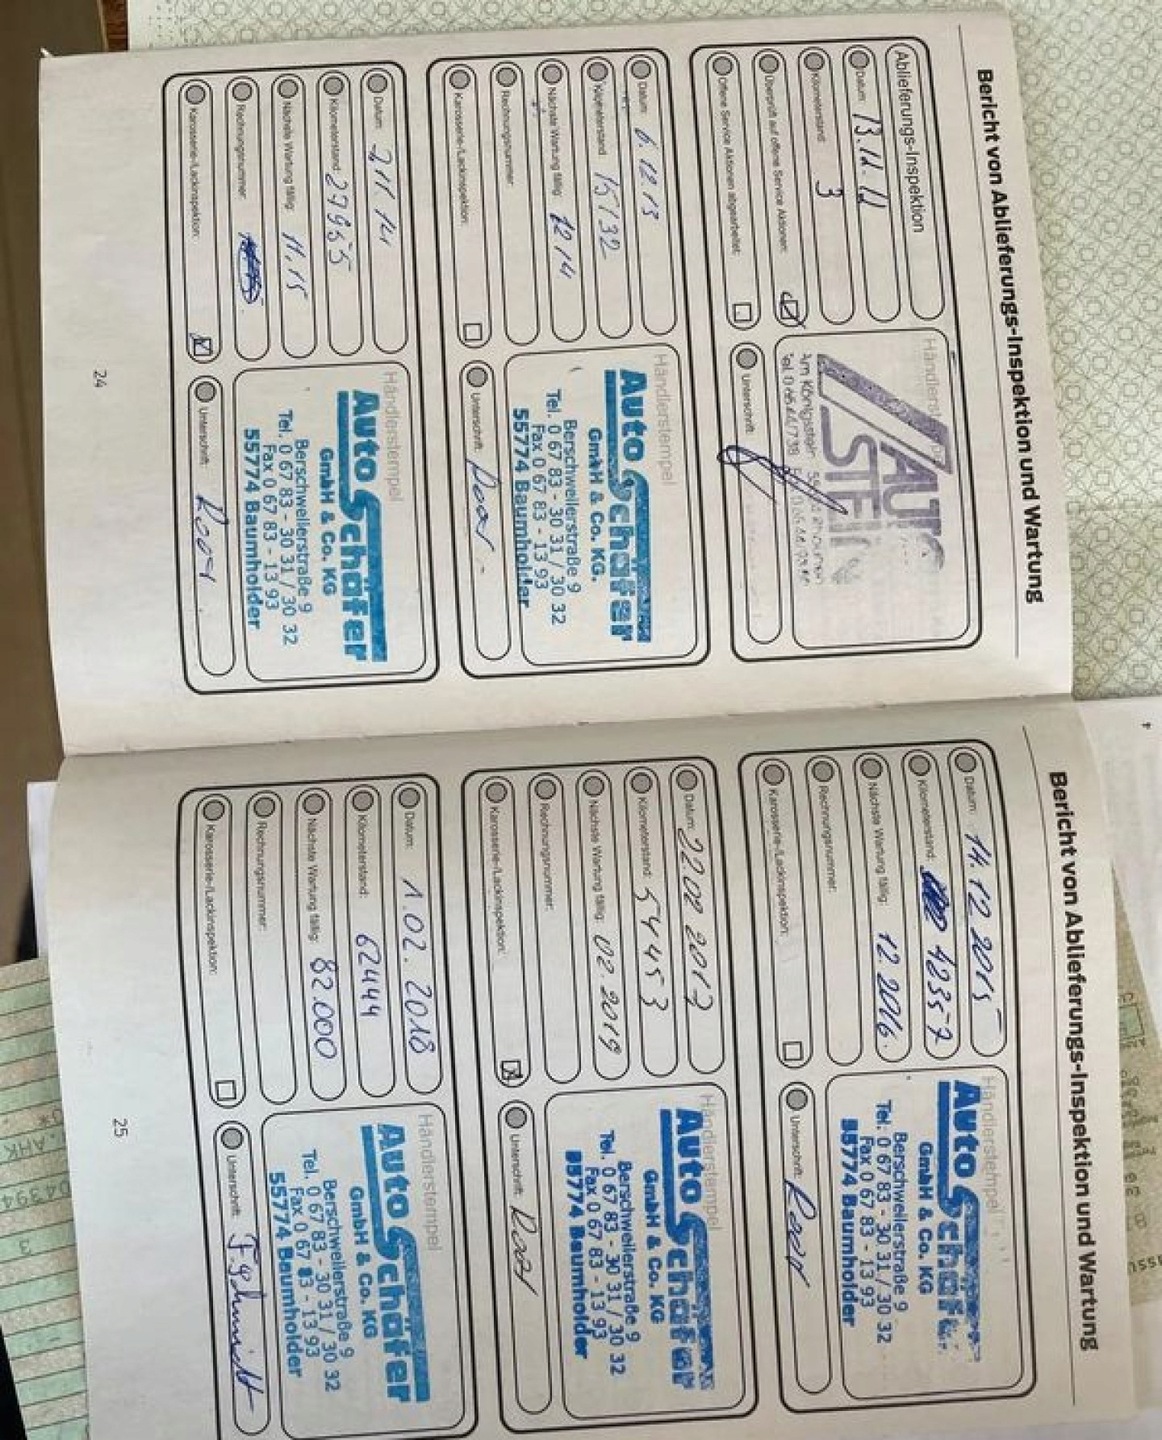 Bericht von Ablieferungs-Inspektion und Wartung
Ablieferungs-Inspektion
Datum: 13.12.12
Kilometerstand: 3
Überprüft auf offene Service Aktionen:
Offene Service Aktionen abgearbeitet:
Händlerstempel
AUTO
STEIN
Am Königsstein
Unterschrift:
Datum: 6.12.13
Kilometerstand: 15132
Nächste Wartung fällig: 12 14
Rechnungsnummer:
Karosserie-/Lackinspektion:
Händlerstempel
Auto Schäfer
GmbH & Co. KG.
Berschweilerstraße 9
Tel. 0 67 83 - 30 31 / 30 32
Fax 0 67 83 - 13 93
55774 Baumholder
Unterschrift:
Datum:
Kilometerstand: 27955
Nächste Wartung fällig: 11.15
Rechnungsnummer:
Karosserie-/Lackinspektion:
Händlerstempel
Auto Schäfer
GmbH & Co. KG
Berschweilerstraße 9
Tel. 0 67 83 - 30 31 / 30 32
Fax 0 67 83 - 13 93
55774 Baumholder
Unterschrift:
24
Bericht von Ablieferungs-Inspektion und Wartung
Datum: 14.12 2015
Kilometerstand: 42357
Nächste Wartung fällig: 12.2016.
Rechnungsnummer:
Karosserie-/Lackinspektion:
Händlerstempel
Auto Schäfer
GmbH & Co. KG
Berschweilerstraße 9
Tel. 0 67 83 - 30 31 / 30 32
Fax 0 67 83 - 13 93
55774 Baumholder
Unterschrift:
Datum: 2202 2017
Kilometerstand: 54453
Nächste Wartung fällig: 02 2019
Rechnungsnummer:
Karosserie-/Lackinspektion:
Händlerstempel
Auto Schäfer
GmbH & Co. KG
Berschweilerstraße 9
Tel. 0 67 83 - 30 31 / 30 32
Fax 0 67 83 - 13 93
55774 Baumholder
Unterschrift:
Datum: 1.02.2018
Kilometerstand: 62444
Nächste Wartung fällig: 82.000
Rechnungsnummer:
Karosserie-/Lackinspektion:
Händlerstempel
Auto Schäfer
GmbH & Co. KG
Berschweilerstraße 9
Tel. 0 67 83 - 30 31 / 30 32
Fax 0 67 83 - 13 93
55774 Baumholder
Unterschrift:
25